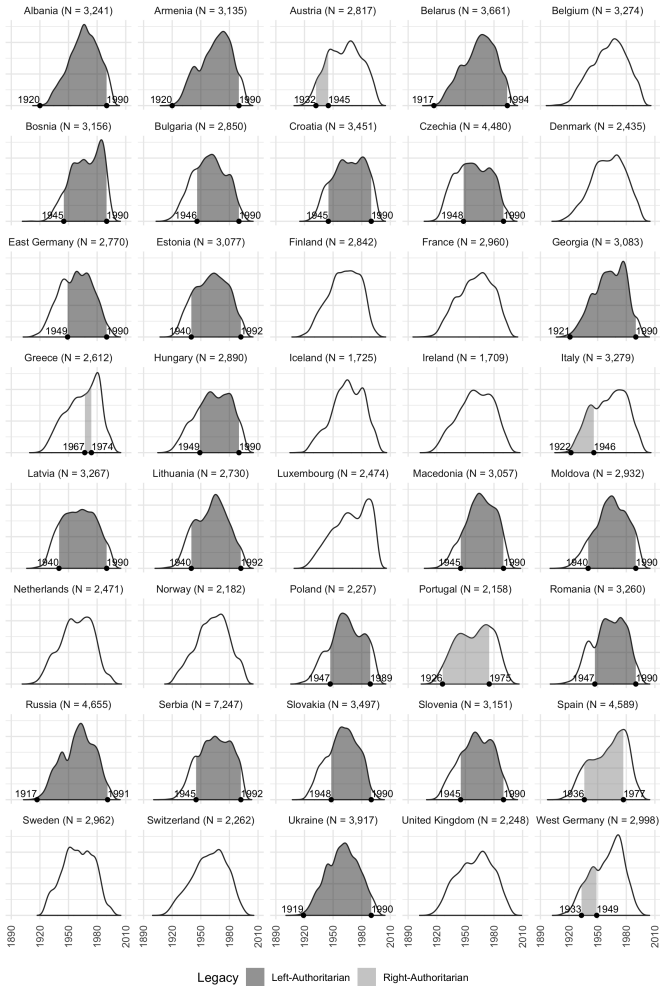 Albania (N = 3,241) Armenia (N = 3,135) Austria (N = 2,817) Belarus (N = 3,661) Belgium (N = 3,274)
1920 1990 1920 1990 1932 1945 1917 1994
Bosnia (N = 3,156) Bulgaria (N = 2,850) Croatia (N = 3,451) Czechia (N = 4,480) Denmark (N = 2,435)
1945 1990 1946 1990 1945 1990 1948 1990
East Germany (N = 2,770) Estonia (N = 3,077) Finland (N = 2,842) France (N = 2,960) Georgia (N = 3,083)
1949 1990 1940 1992 1921 1990
Greece (N = 2,612) Hungary (N = 2,890) Iceland (N = 1,725) Ireland (N = 1,709) Italy (N = 3,279)
1967 1974 1949 1990 1922 1946
Latvia (N = 3,267) Lithuania (N = 2,730) Luxembourg (N = 2,474) Macedonia (N = 3,057) Moldova (N = 2,932)
1940 1990 1940 1992 1945 1990 1940 1990
Netherlands (N = 2,471) Norway (N = 2,182) Poland (N = 2,257) Portugal (N = 2,158) Romania (N = 3,260)
1947 1989 1926 1975 1947 1990
Russia (N = 4,655) Serbia (N = 7,247) Slovakia (N = 3,497) Slovenia (N = 3,151) Spain (N = 4,589)
1917 1991 1945 1992 1948 1990 1945 1990 1936 1977
Sweden (N = 2,962) Switzerland (N = 2,262) Ukraine (N = 3,917) United Kingdom (N = 2,248) West Germany (N = 2,998)
1919 1990 1933 1949
1890 1920 1950 1980 2010 1890 1920 1950 1980 2010 1890 1920 1950 1980 2010 1890 1920 1950 1980 2010 1890 1920 1950 1980 2010
Legacy Left-Authoritarian Right-Authoritarian